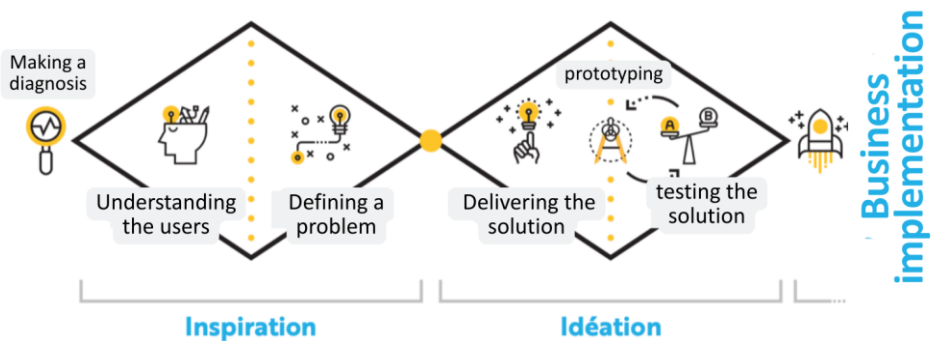 Making a
diagnosis
Understanding
the users
Defining a
problem
Delivering the
solution
prototyping
A
B
testing the
solution
Business
implementation
Inspiration
Idéation